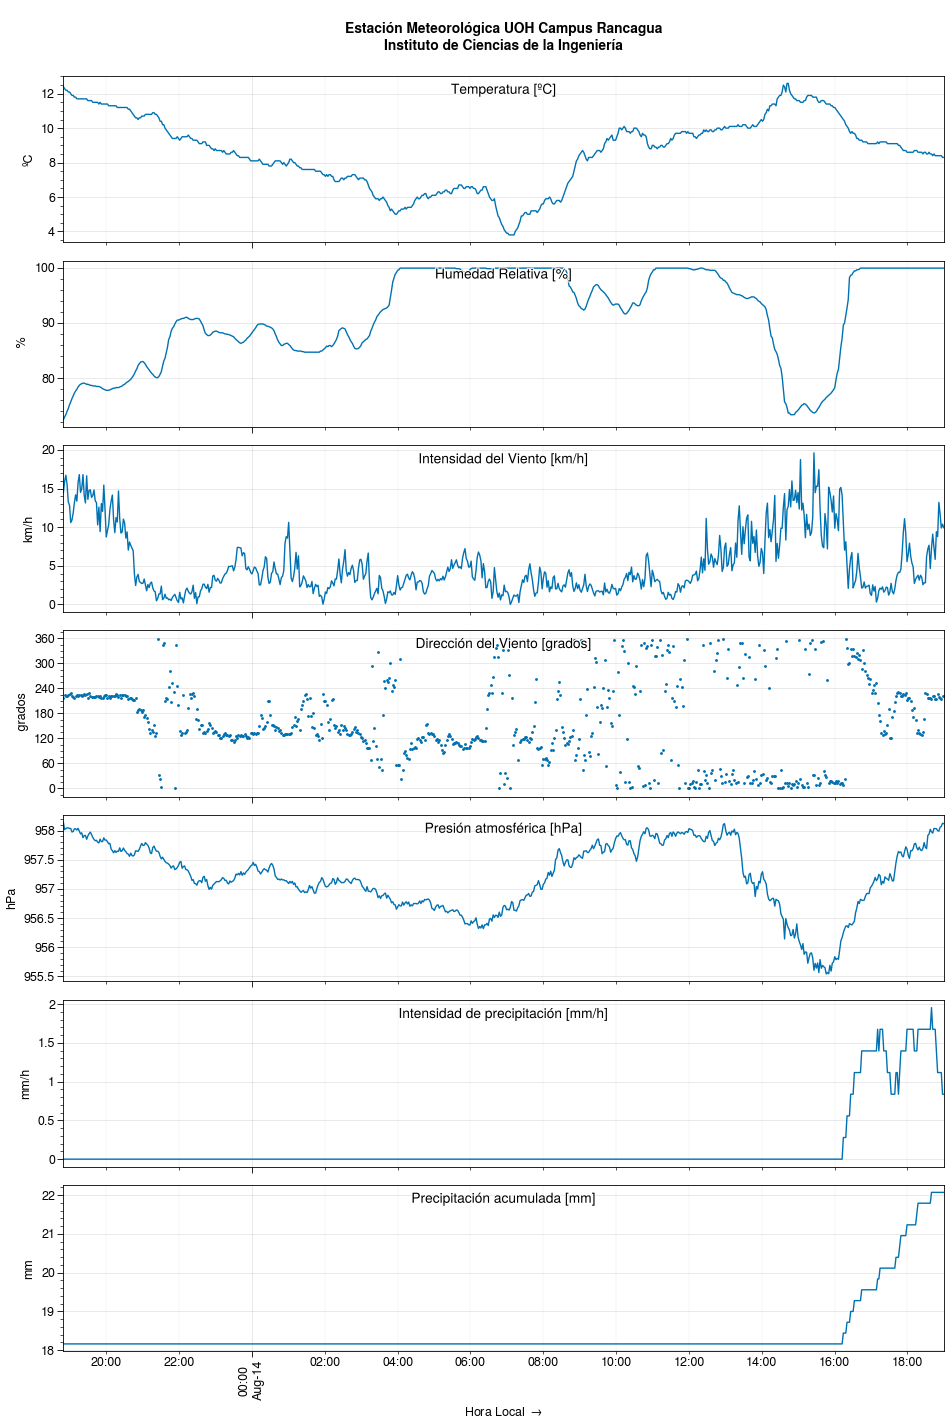 Estación Meteorológica UOH Campus Rancagua
Instituto de Ciencias de la Ingeniería
Temperatura [ºC]
ºC
12
10
8
6
4
Humedad Relativa [%]
%
100
90
80
Intensidad del Viento [km/h]
km/h
20
15
10
5
0
Dirección del Viento [grados]
grados
360
300
240
180
120
60
0
Presión atmosférica [hPa]
hPa
958
957.5
957
956.5
956
955.5
Intensidad de precipitación [mm/h]
mm/h
2
1.5
1
0.5
0
Precipitación acumulada [mm]
mm
22
21
20
19
18
20:00 22:00 00:00 02:00 04:00 06:00 08:00 10:00 12:00 14:00 16:00 18:00
Aug-14
Hora Local →